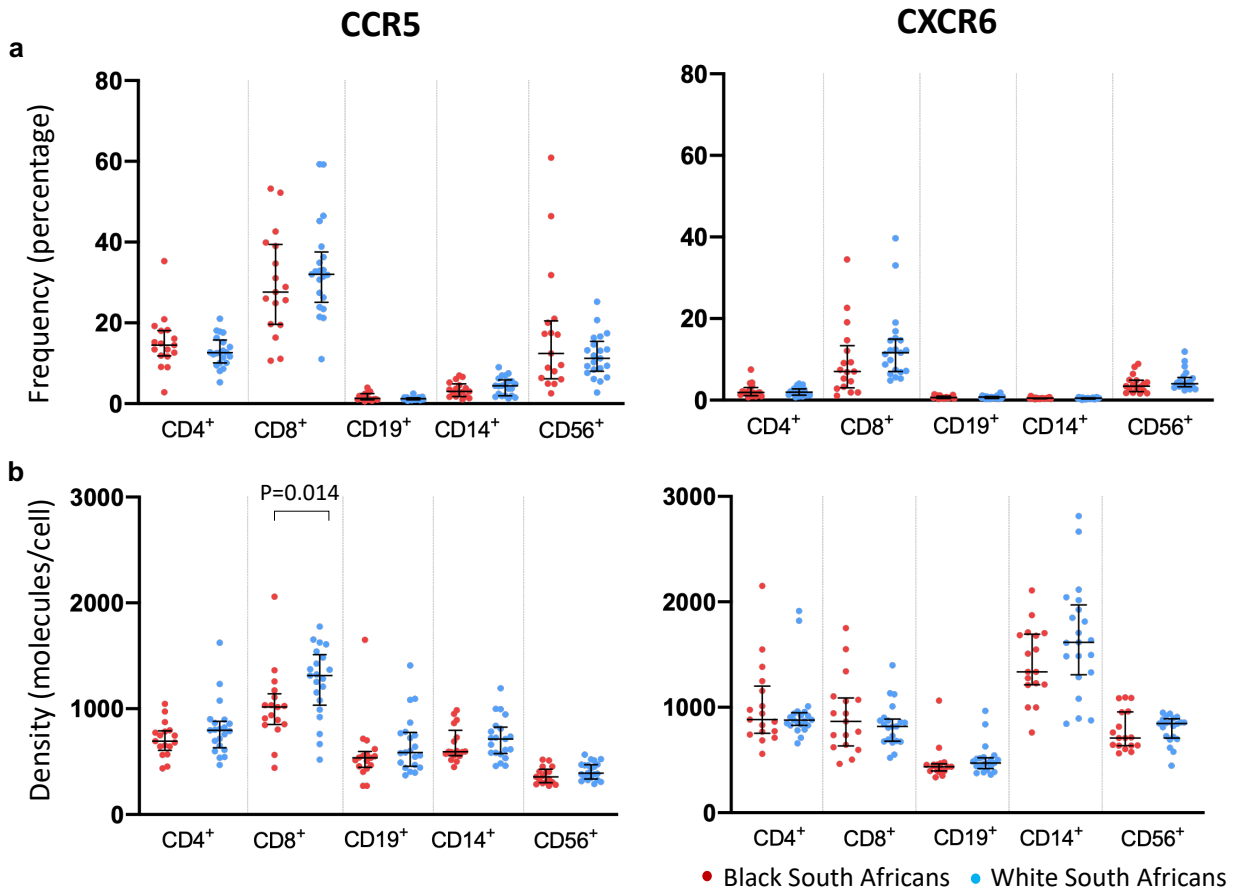 CCR5
CXCR6
a
Frequency (percentage)
80
60
40
20
0
CD4+ CD8+ CD19+ CD14+ CD56+
80
60
40
20
0
CD4+ CD8+ CD19+ CD14+ CD56+
b
Density (molecules/cell)
3000
2000
1000
0
P=0.014
CD4+ CD8+ CD19+ CD14+ CD56+
3000
2000
1000
0
CD4+ CD8+ CD19+ CD14+ CD56+
Black South Africans White South Africans